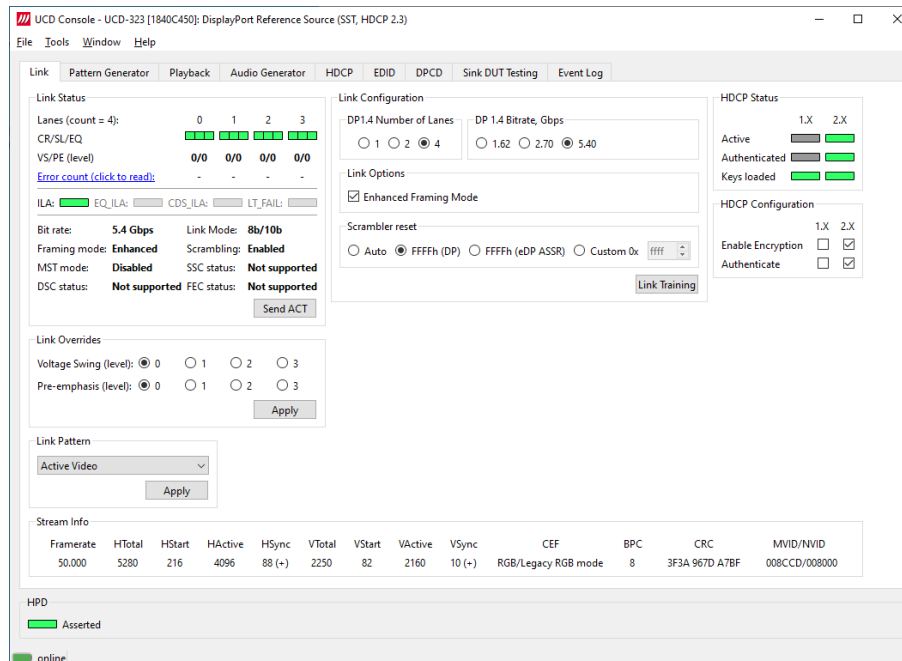 UCD Console - UCD-323 [1840C450]: DisplayPort Reference Source (SST, HDCP 2.3)
File Tools Window Help
Link Pattern Generator Playback Audio Generator HDCP EDID DPCD Sink DUT Testing Event Log
Link Status
Lanes (count = 4): 0 1 2 3
CR/SL/EQ
VS/PE (level) 0/0 0/0 0/0 0/0
Error count (click to read): - - - -
ILA: EQ_ILA: CDS_ILA: LT_FAIL:
Bit rate: 5.4 Gbps Link Mode: 8b/10b
Framing mode: Enhanced Scrambling: Enabled
MST mode: Disabled SSC status: Not supported
DSC status: Not supported FEC status: Not supported
Send ACT
Link Configuration
DP1.4 Number of Lanes
1 2 4
DP 1.4 Bitrate, Gbps
1.62 2.70 5.40
Link Options
Enhanced Framing Mode
Scrambler reset
Auto FFFFh (DP) FFFFh (eDP ASSR) Custom 0x ffff
Link Training
HDCP Status
1.X 2.X
Active
Authenticated
Keys loaded
HDCP Configuration
1.X 2.X
Enable Encryption
Authenticate
Link Overrides
Voltage Swing (level): 0 1 2 3
Pre-emphasis (level): 0 1 2 3
Apply
Link Pattern
Active Video
Apply
Stream Info
Framerate HTotal HStart HActive HSync VTotal VStart VActive VSync CEF BPC CRC MVID/NVID
50.000 5280 216 4096 88 (+) 2250 82 2160 10 (+) RGB/Legacy RGB mode 8 3F3A 967D A7BF 008CCD/008000
HPD
Asserted
online